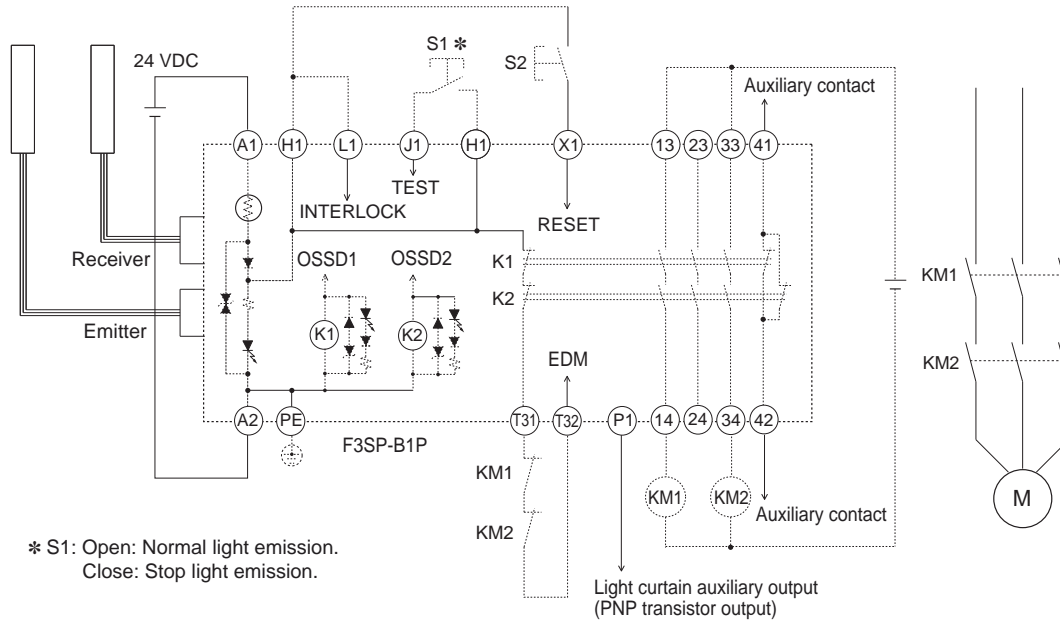 S1 *
S2
24 VDC
Auxiliary contact
A1 H1 L1 J1 H1 X1 13 23 33 41
TEST
INTERLOCK
RESET
Receiver
OSSD1 OSSD2
K1
K2
KM1
Emitter
K1 K2
KM2
EDM
A2 PE T31 T32 P1 14 24 34 42
F3SP-B1P
KM1
KM1 KM2
M
KM2
Auxiliary contact
* S1: Open: Normal light emission.
Close: Stop light emission.
Light curtain auxiliary output
(PNP transistor output)